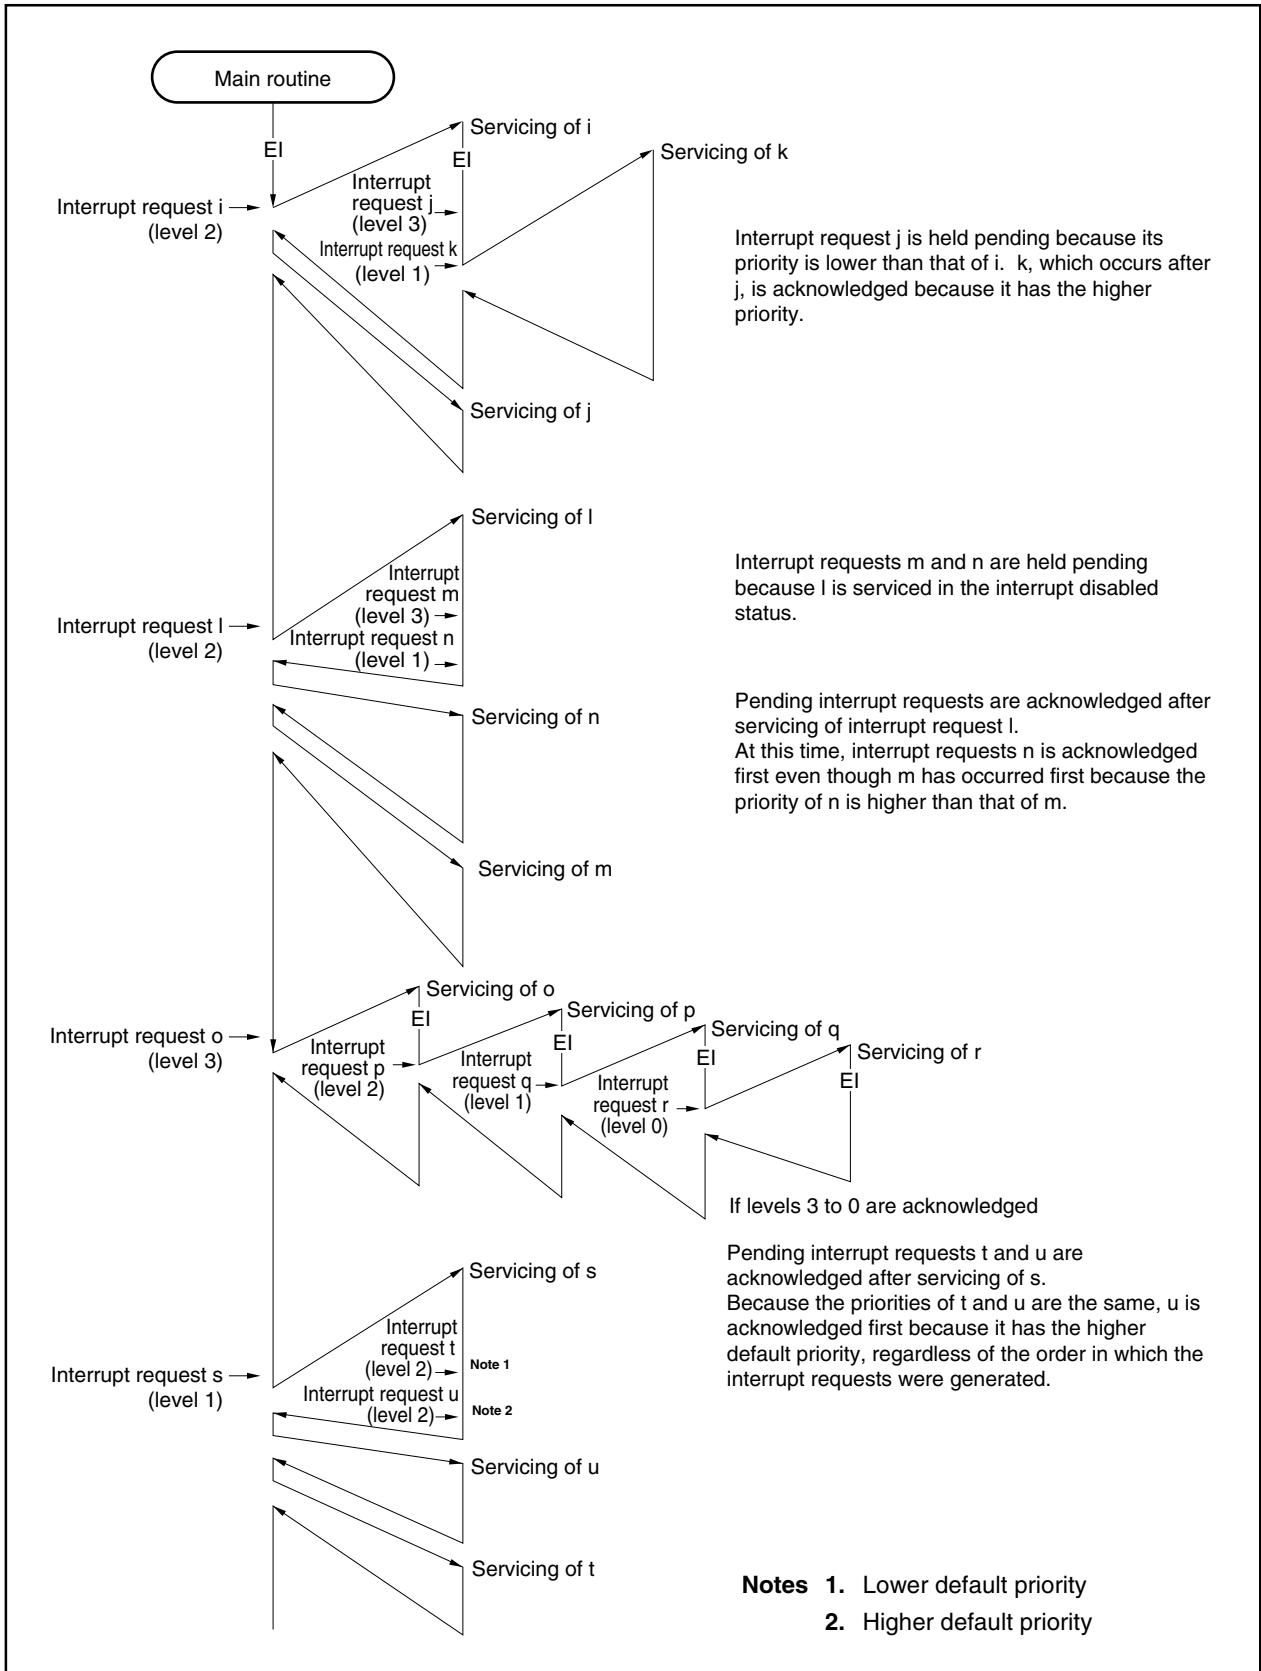 Main routine
EI
Servicing of i
EI
Servicing of k
Interrupt request i
(level 2)
Interrupt
request j
(level 3)
Interrupt request k
(level 1)
Interrupt request j is held pending because its
priority is lower than that of i. k, which occurs after
j, is acknowledged because it has the higher
priority.
Servicing of j
Servicing of l
Interrupt request l
(level 2)
Interrupt
request m
(level 3)
Interrupt request n
(level 1)
Interrupt requests m and n are held pending
because l is serviced in the interrupt disabled
status.
Servicing of n
Pending interrupt requests are acknowledged after
servicing of interrupt request l.
At this time, interrupt requests n is acknowledged
first even though m has occurred first because the
priority of n is higher than that of m.
Servicing of m
Interrupt request o
(level 3)
Servicing of o
EI
Interrupt
request p
(level 2)
Servicing of p
EI
Interrupt
request q
(level 1)
Servicing of q
EI
Interrupt
request r
(level 0)
Servicing of r
EI
If levels 3 to 0 are acknowledged
Servicing of s
Interrupt request s
(level 1)
Interrupt
request t
(level 2)
Note 1
Interrupt request u
(level 2)
Note 2
Pending interrupt requests t and u are
acknowledged after servicing of s.
Because the priorities of t and u are the same, u is
acknowledged first because it has the higher
default priority, regardless of the order in which the
interrupt requests were generated.
Servicing of u
Servicing of t
Notes 1. Lower default priority
2. Higher default priority